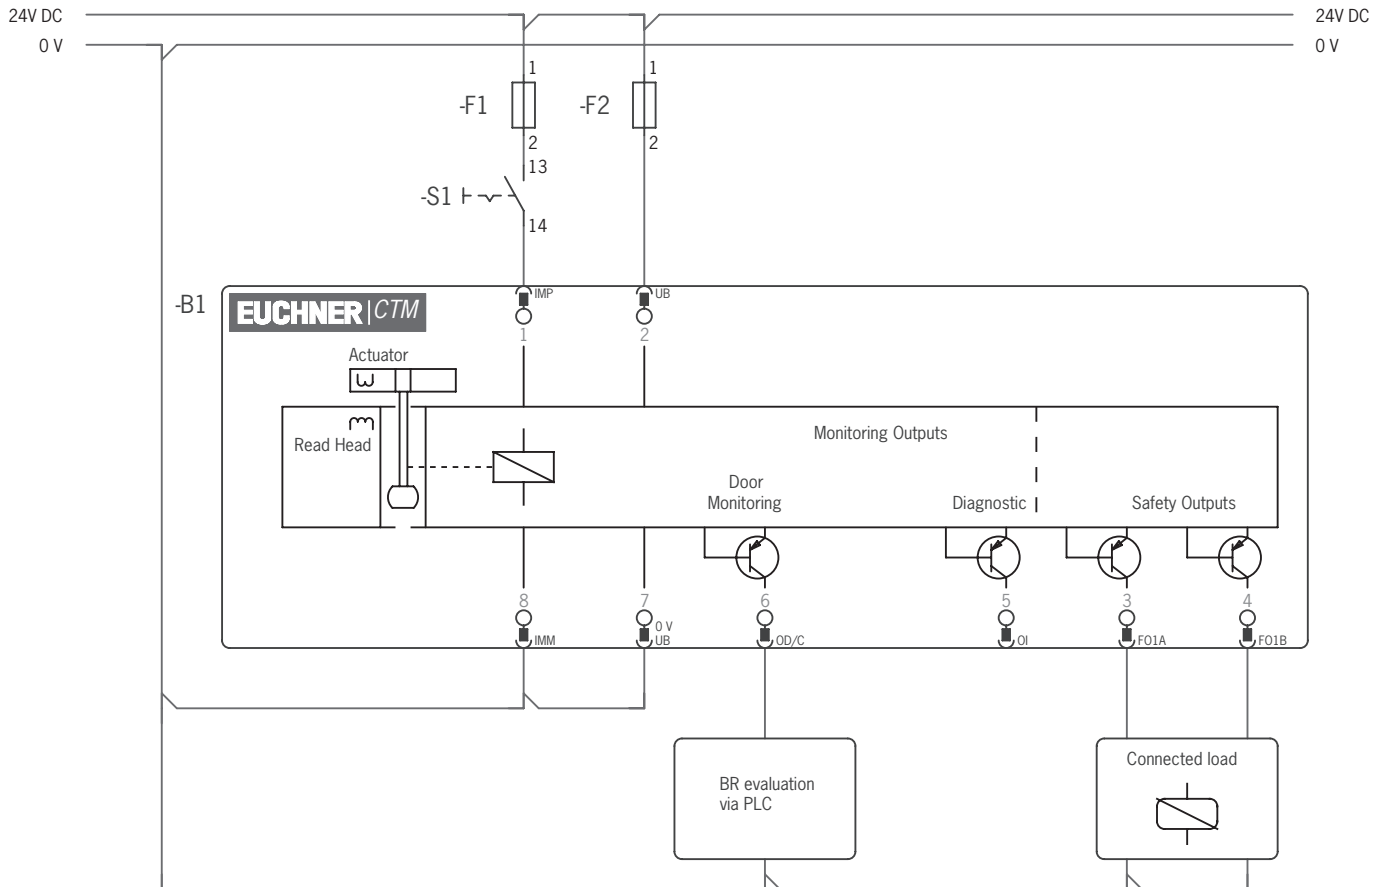 24V DC
24V DC
0 V
0 V
1
1
-F1
-F2
2
2
13
-S1
14
-B1
EUCHNER|CTM
IMP
UB
1
2
Actuator
Read Head
Monitoring Outputs
Door
Monitoring
Diagnostic
Safety Outputs
8
7
6
5
3
4
0 V
IMM
UB
OD/C
OI
FO1A
FO1B
BR evaluation
via PLC
Connected load